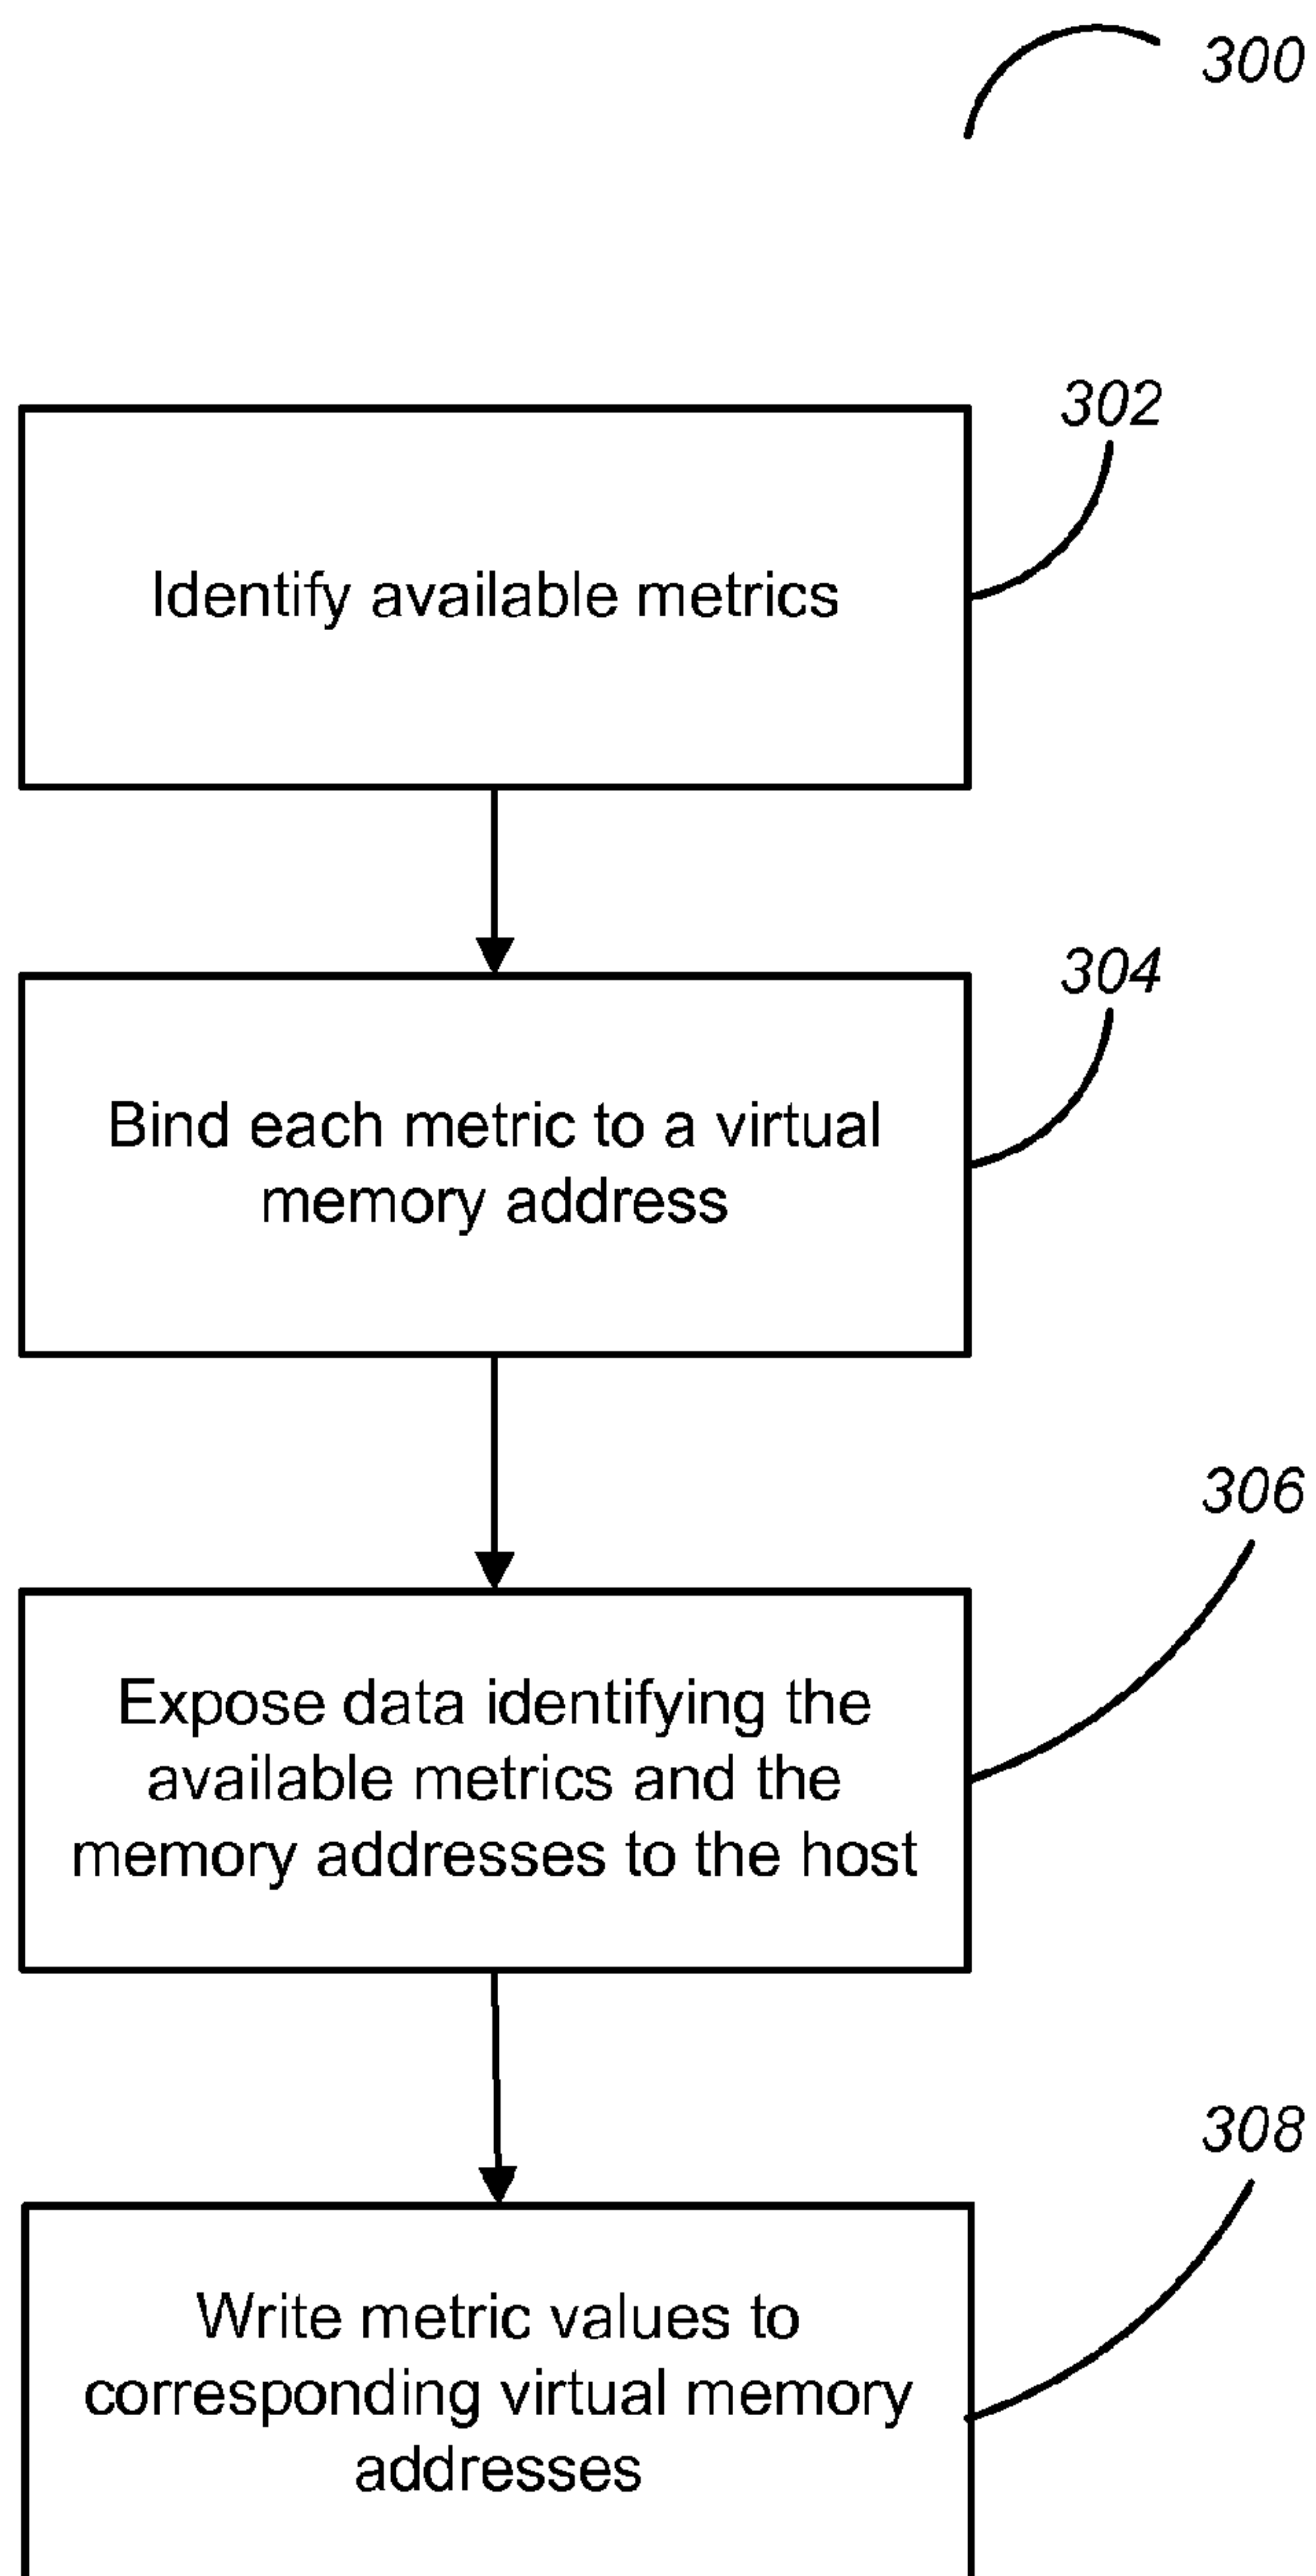 300
302
Identify available metrics
304
Bind each metric to a virtual
memory address
306
Expose data identifying the
available metrics and the
memory addresses to the host
308
Write metric values to
corresponding virtual memory
addresses